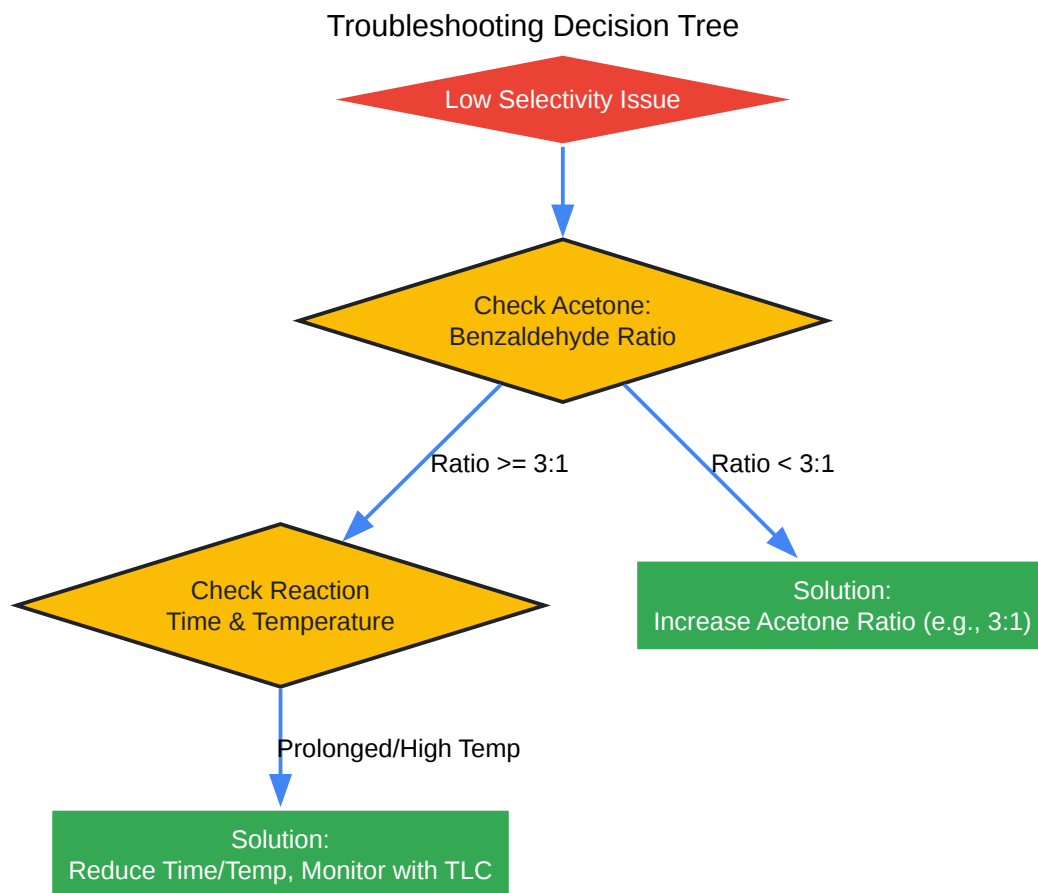 Troubleshooting Decision Tree
Low Selectivity Issue
Check Acetone:
Benzaldehyde Ratio
Ratio >= 3:1
Ratio < 3:1
Check Reaction
Time & Temperature
Solution:
Increase Acetone Ratio (e.g., 3:1)
Prolonged/High Temp
Solution:
Reduce Time/Temp, Monitor with TLC